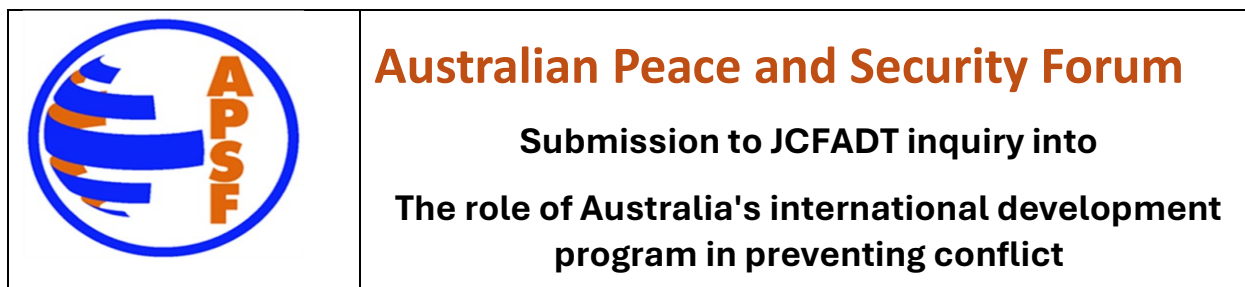 APSF
Australian Peace and Security Forum
Submission to JCFADT inquiry into
The role of Australia's international development
program in preventing conflict